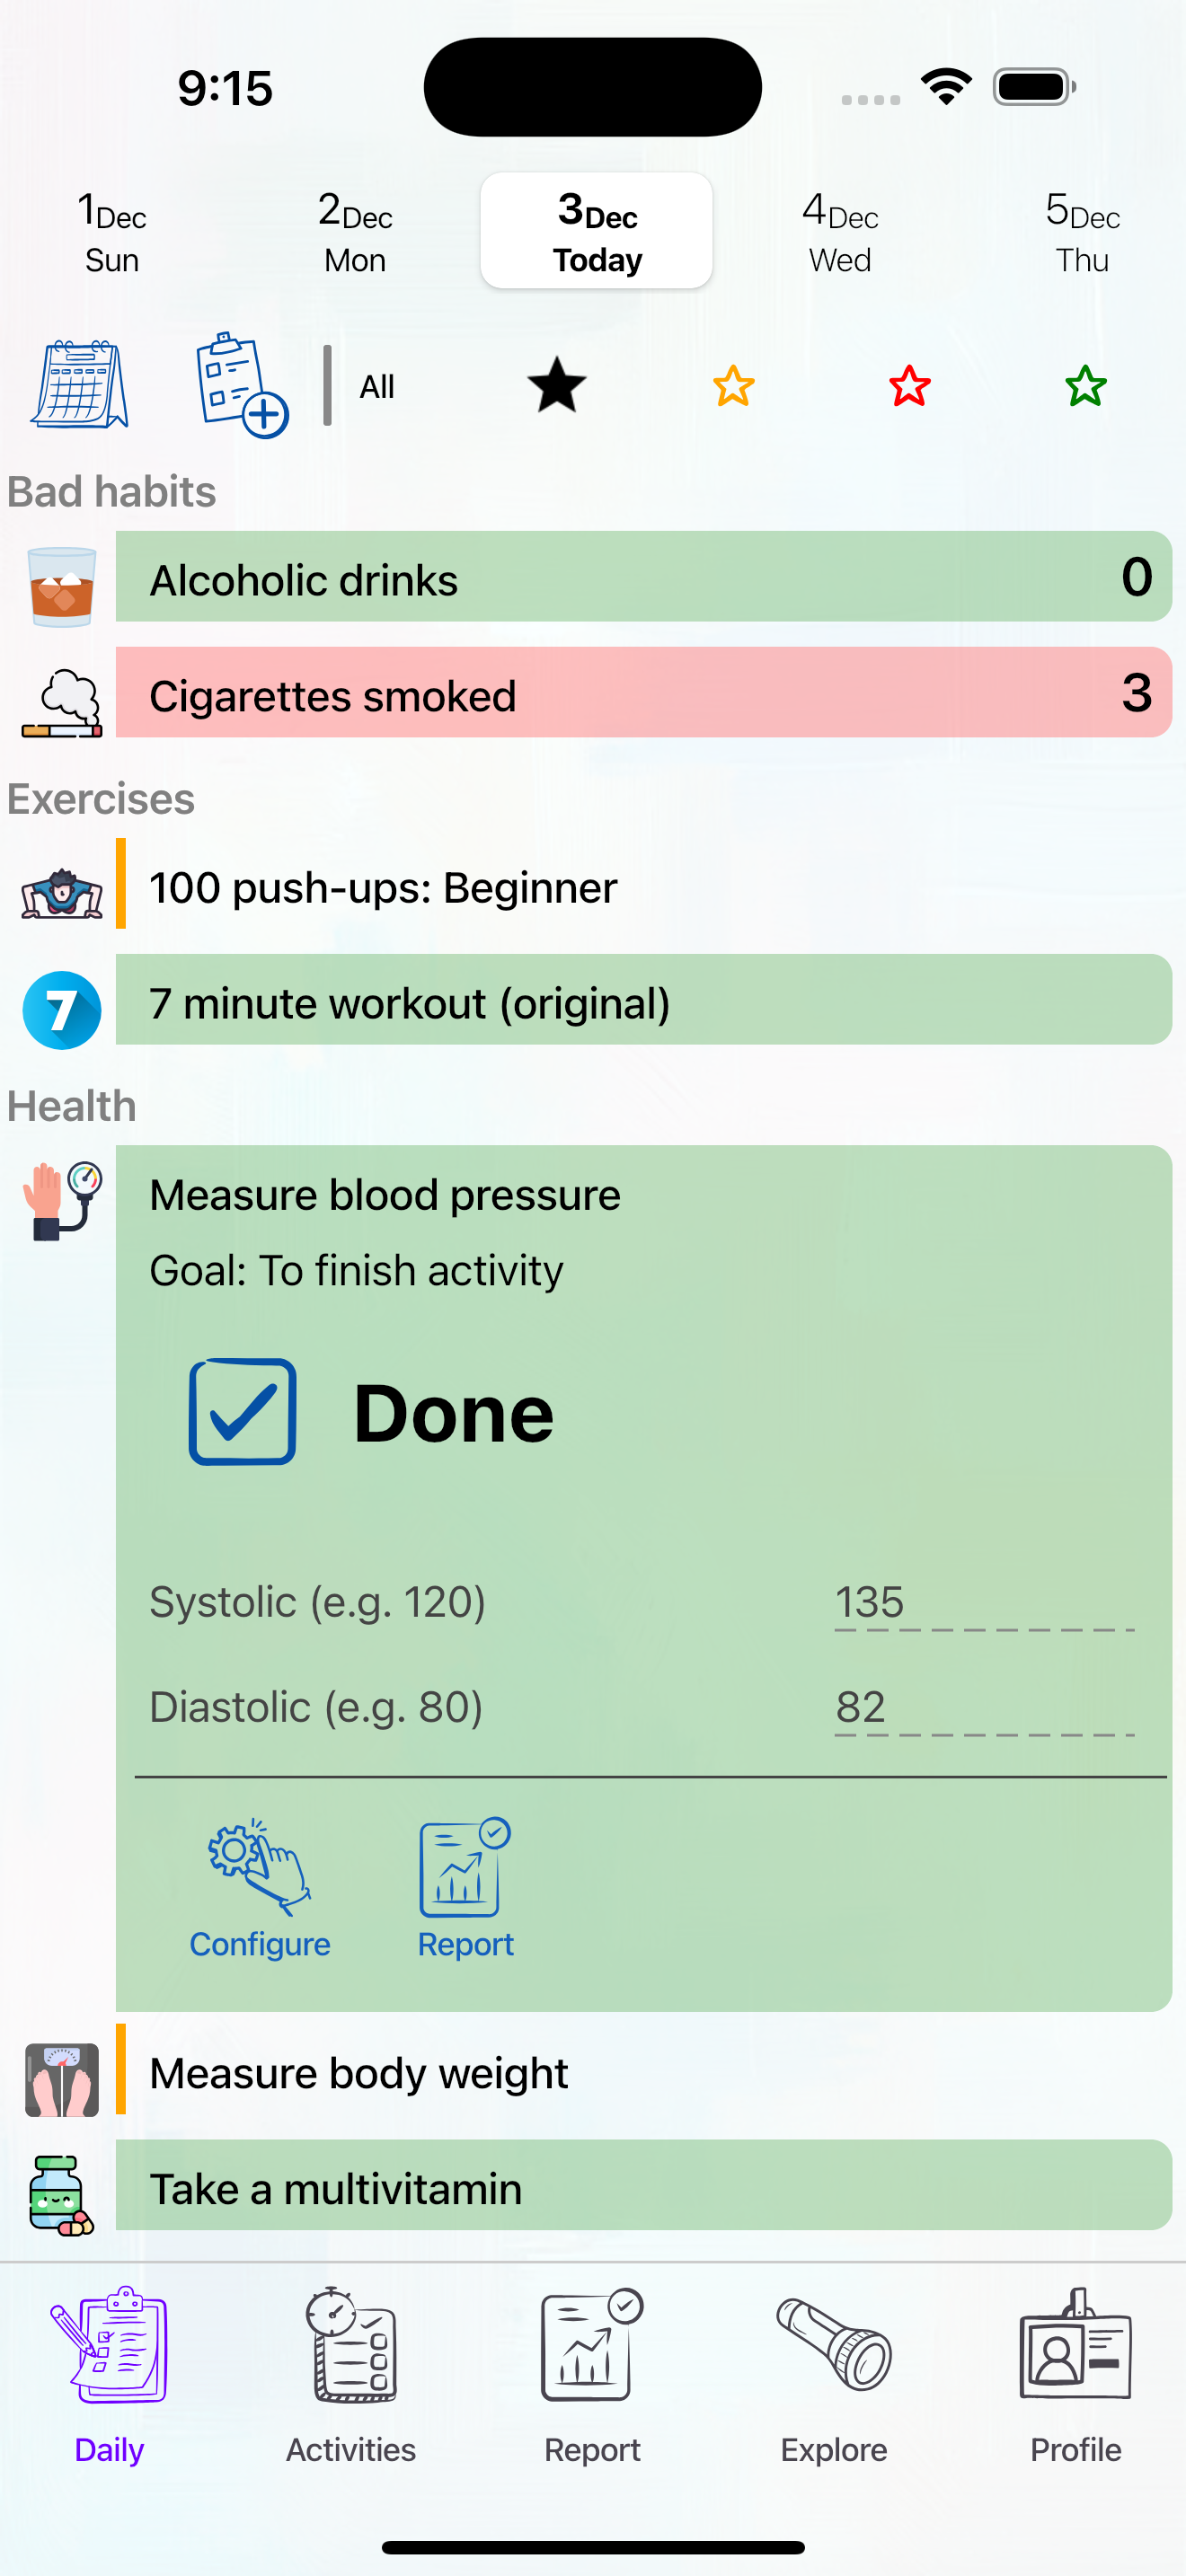 9:15
1Dec 2Dec 3Dec 4Dec 5Dec
Sun Mon Today Wed Thu
All
Bad habits
Alcoholic drinks 0
Cigarettes smoked 3
Exercises
100 push-ups: Beginner
7
7 minute workout (original)
Health
Measure blood pressure
Goal: To finish activity
Done
Systolic (e.g. 120) 135
Diastolic (e.g. 80) 82
Configure Report
Measure body weight
Take a multivitamin
Daily Activities Report Explore Profile